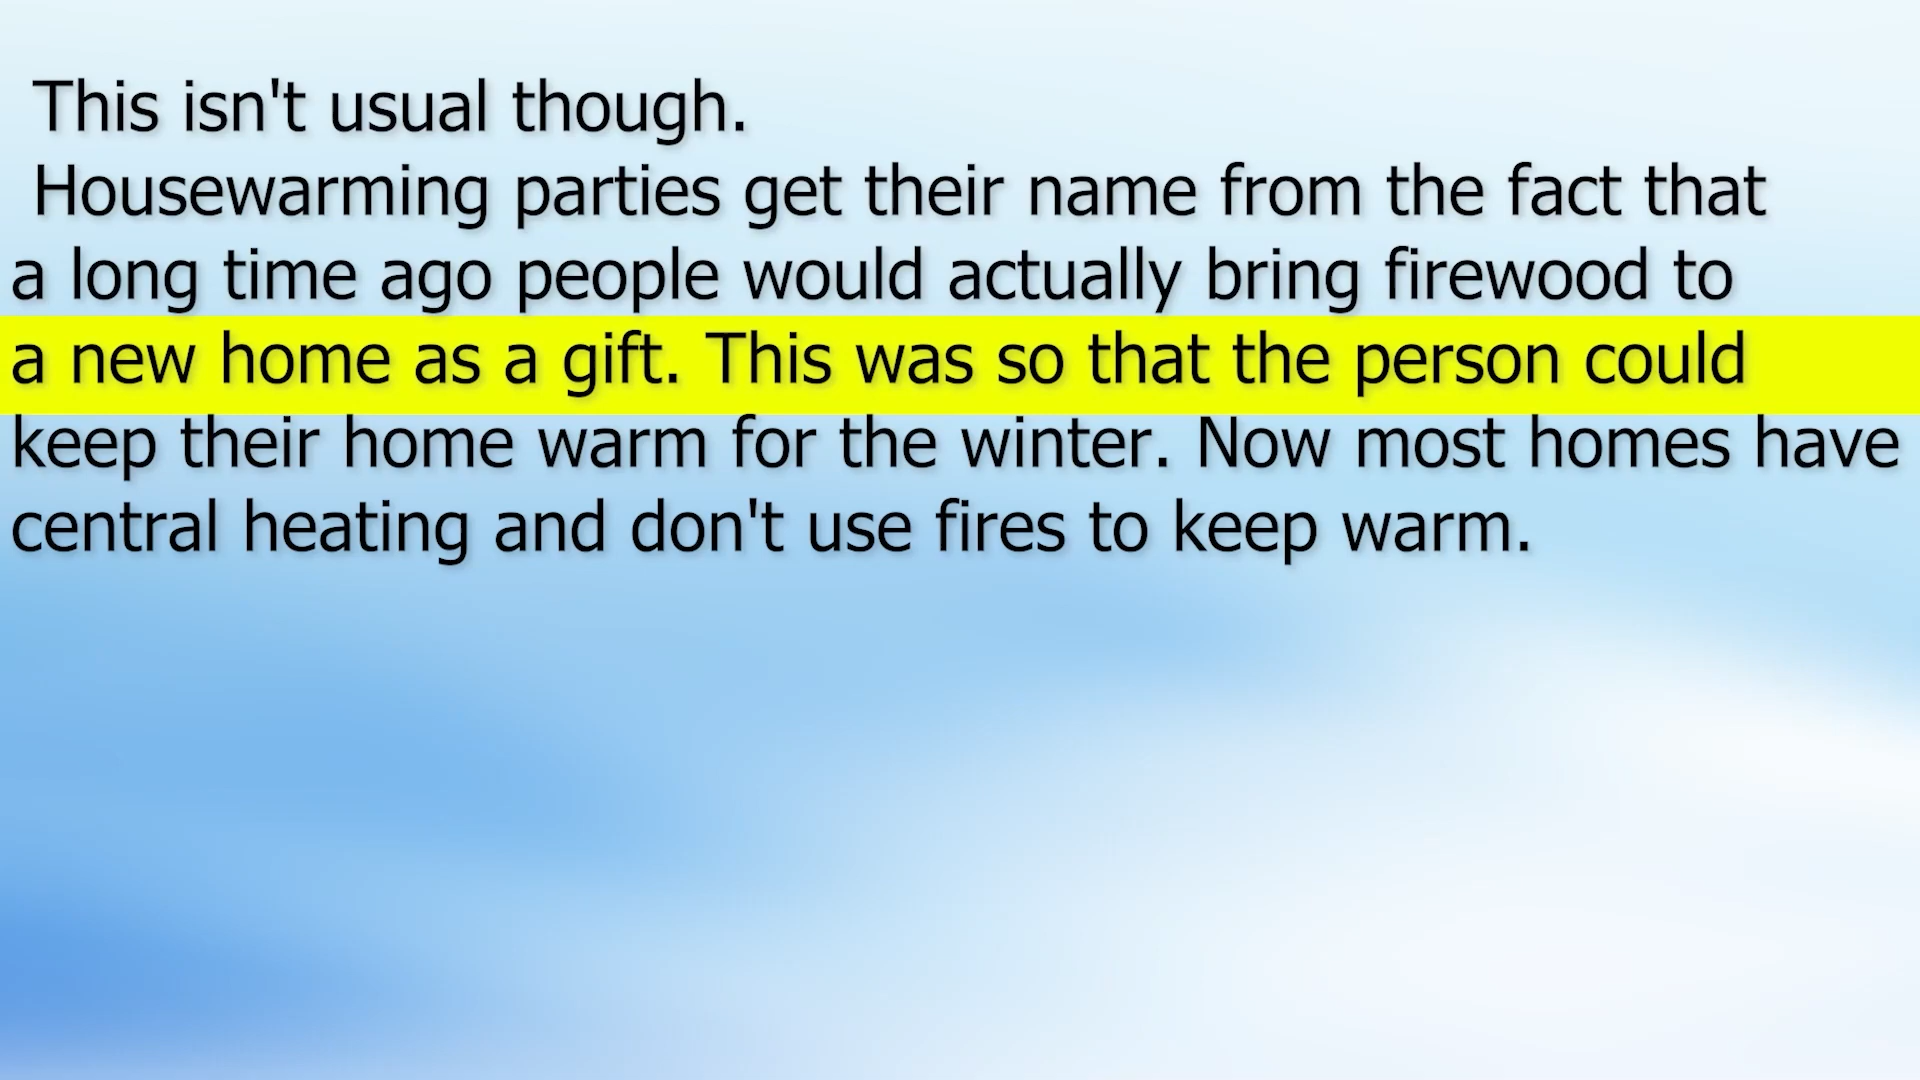 This isn't usual though.
Housewarming parties get their name from the fact that
a long time ago people would actually bring firewood to
a new home as a gift. This was so that the person could
keep their home warm for the winter. Now most homes have
central heating and don't use fires to keep warm.